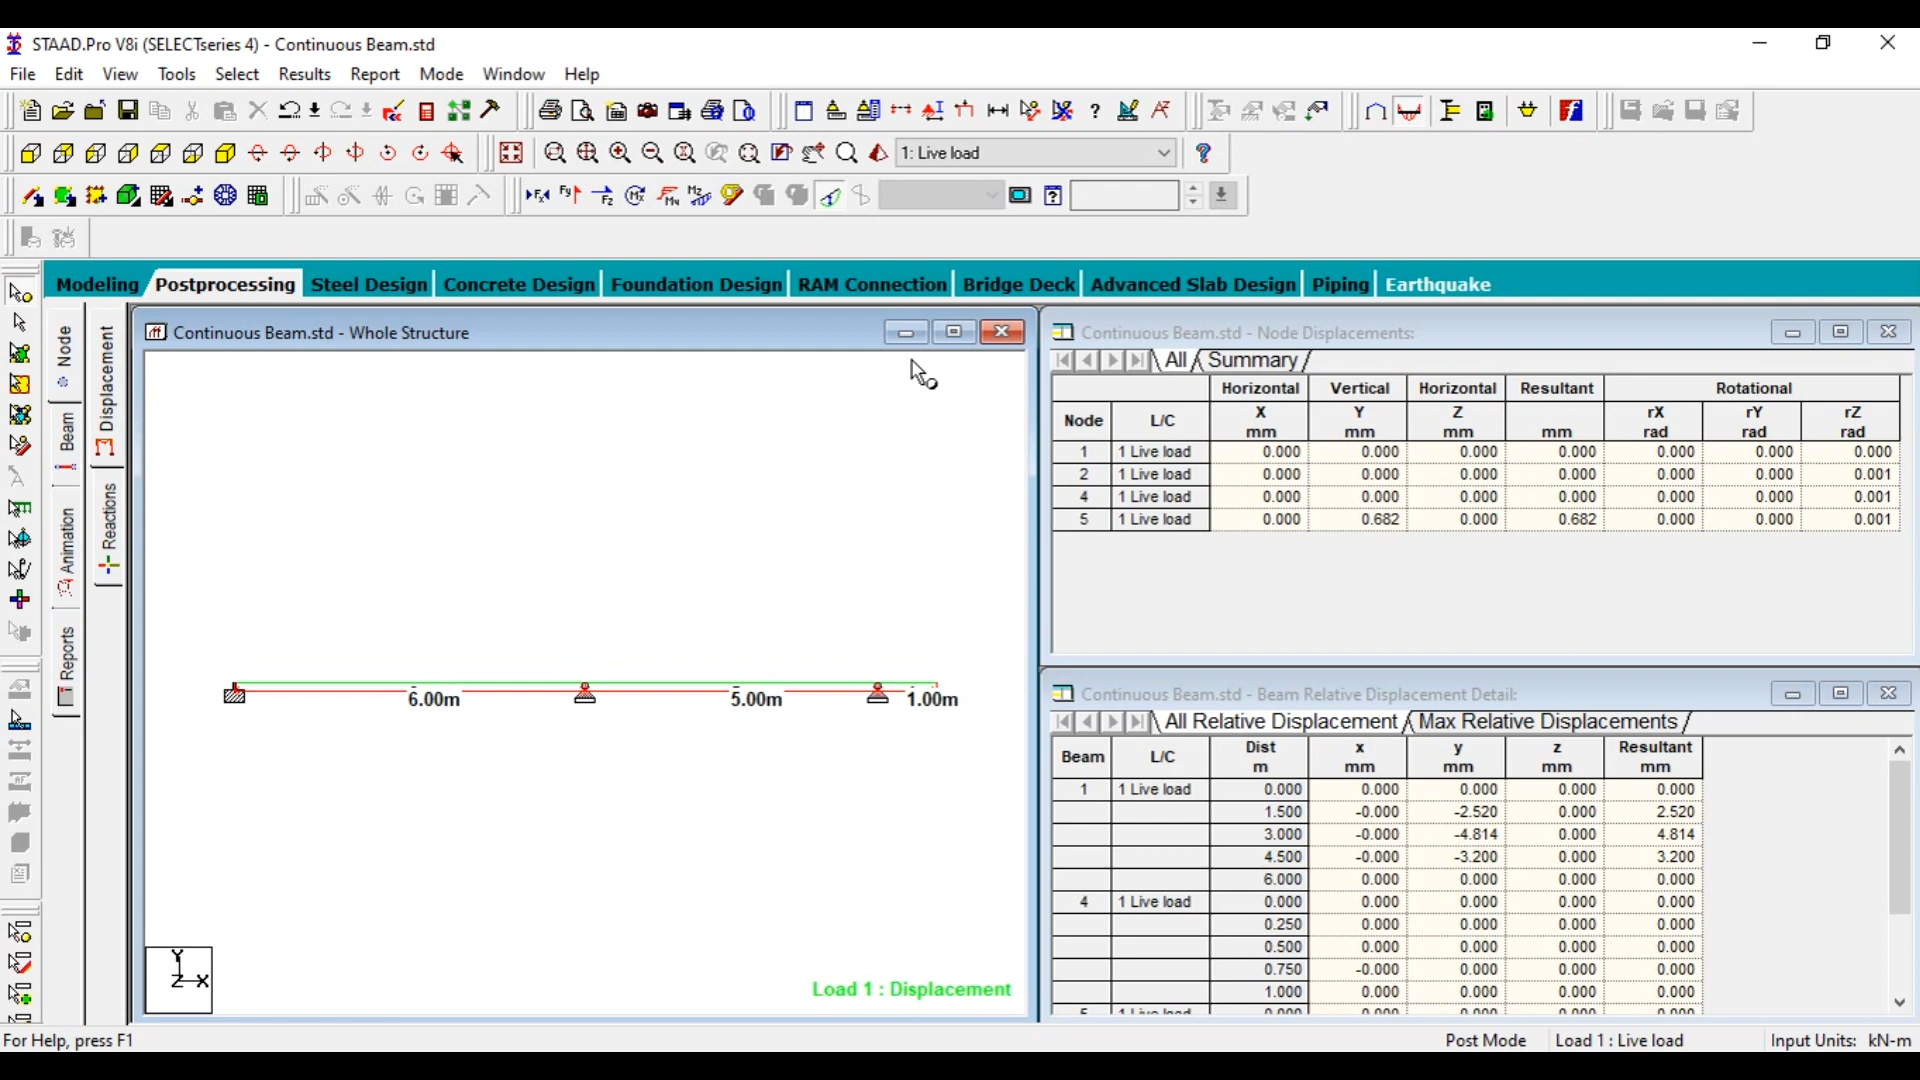 STAAD.Pro V8i (SELECTseries 4) - Continuous Beam.std
File Edit View Tools Select Results Report Mode Window Help
1: Live load
Modeling Postprocessing Steel Design Concrete Design Foundation Design RAM Connection Bridge Deck Advanced Slab Design Piping Earthquake
Node
Beam
Animation
Reports
Displacement
Reactions
Continuous Beam.std - Whole Structure
6.00m 5.00m 1.00m
Y
Z X
Load 1 : Displacement
Continuous Beam.std - Node Displacements:
All Summary
Horizontal Vertical Horizontal Resultant Rotational
Node L/C X mm Y mm Z mm mm rX rad rY rad rZ rad
1 1 Live load 0.000 0.000 0.000 0.000 0.000 0.000 0.000
2 1 Live load 0.000 0.000 0.000 0.000 0.000 0.000 0.001
4 1 Live load 0.000 0.000 0.000 0.000 0.000 0.000 0.001
5 1 Live load 0.000 0.682 0.000 0.682 0.000 0.000 0.001
Continuous Beam.std - Beam Relative Displacement Detail:
All Relative Displacement Max Relative Displacements
Beam L/C Dist m x mm y mm z mm Resultant mm
1 1 Live load 0.000 0.000 0.000 0.000 0.000
1.500 -0.000 -2.520 0.000 2.520
3.000 -0.000 -4.814 0.000 4.814
4.500 -0.000 -3.200 0.000 3.200
6.000 0.000 0.000 0.000 0.000
4 1 Live load 0.000 0.000 0.000 0.000 0.000
0.250 0.000 0.000 0.000 0.000
0.500 0.000 0.000 0.000 0.000
0.750 -0.000 0.000 0.000 0.000
1.000 0.000 0.000 0.000 0.000
For Help, press F1
Post Mode Load 1 : Live load Input Units: kN-m